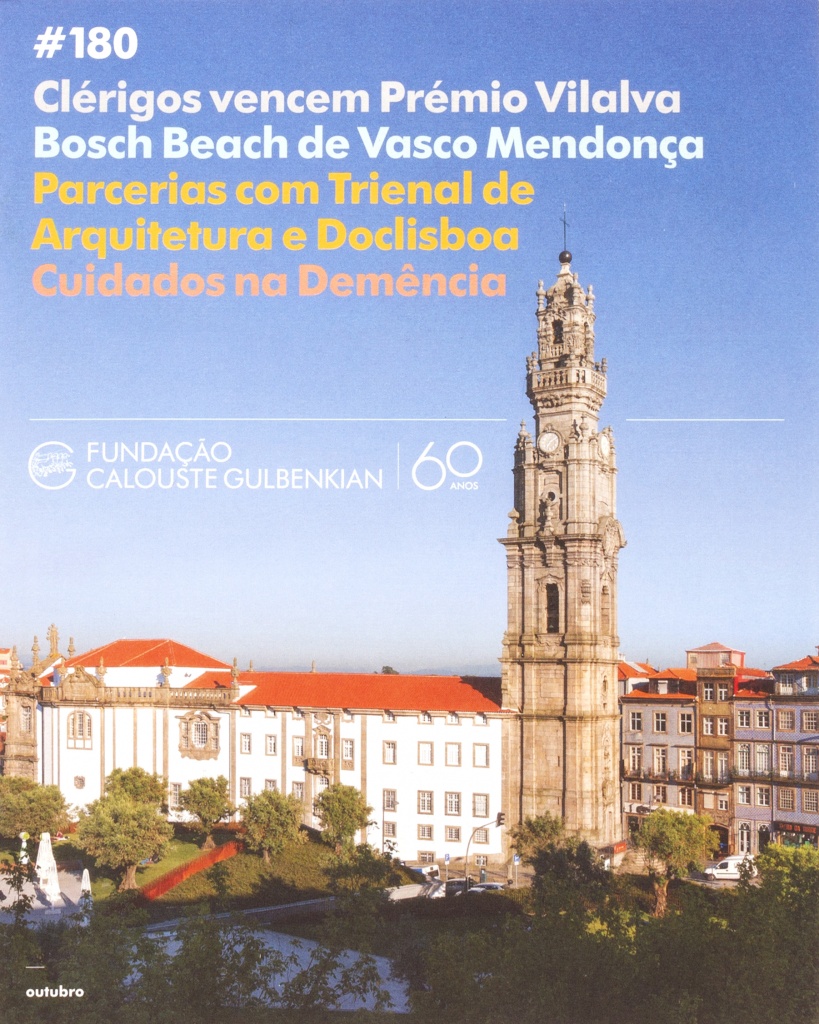 #180
Clérigos vencem Prémio Vilalva
Bosch Beach de Vasco Mendonça
Parcerias com Trienal de
Arquitetura e Doclisboa
Cuidados na Demência
FUNDAÇÃO
CALOUSTE GULBENKIAN
60
ANOS
outubro